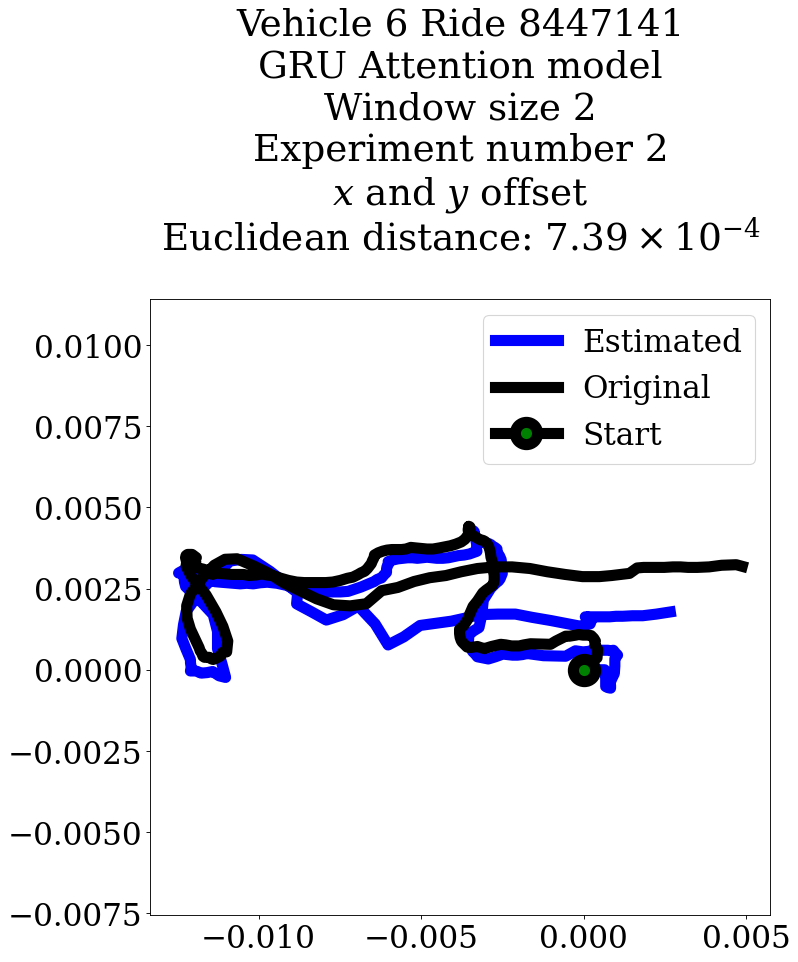 Vehicle 6 Ride 8447141
GRU Attention model
Window size 2
Experiment number 2
x and y offset
Euclidean distance: 7.39 × 10⁻⁴
Estimated
Original
Start
0.0100
0.0075
0.0050
0.0025
0.0000
−0.0025
−0.0050
−0.0075
−0.010
−0.005
0.000
0.005